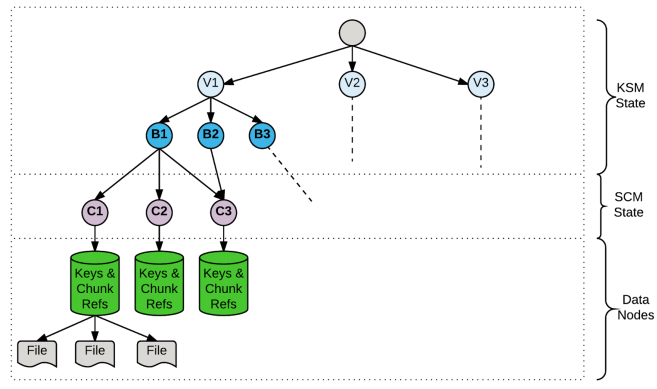 V1
V2
V3
KSM
State
B1
B2
B3
SCM
State
C1
C2
C3
Keys &
Chunk
Refs
Keys &
Chunk
Refs
Keys &
Chunk
Refs
Data
Nodes
File
File
File